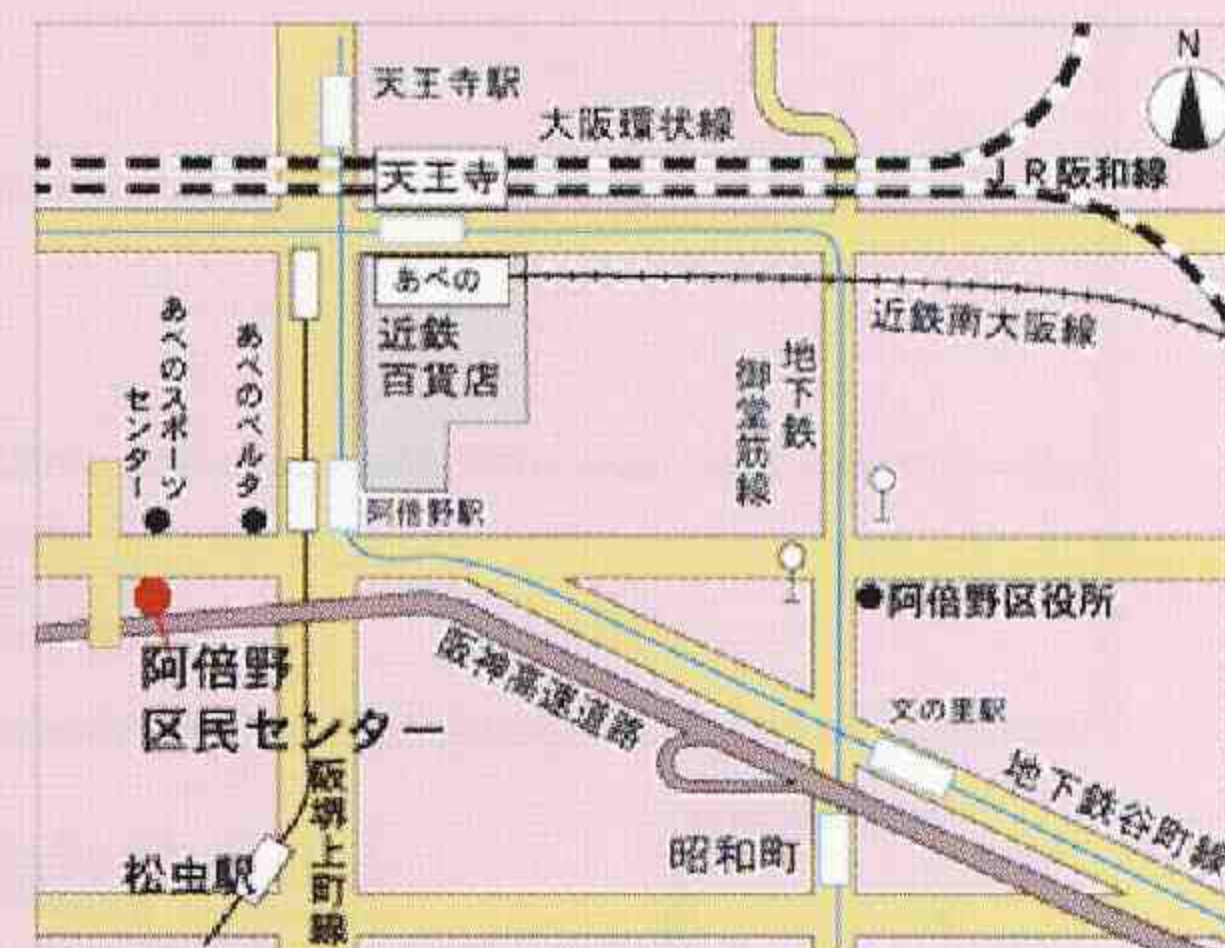 N
天王寺駅
大阪環状線
天王寺
JR阪和線
あべの
近鉄
百貨店
近鉄南大阪線
あべのスポーツ
センター
あべのベルタ
地下鉄
御堂筋線
阿倍野駅
阿倍野区役所
阿倍野
区民センター
阪神高速道路
文の里駅
地下鉄谷町線
阪堺上町線
昭和町
松虫駅